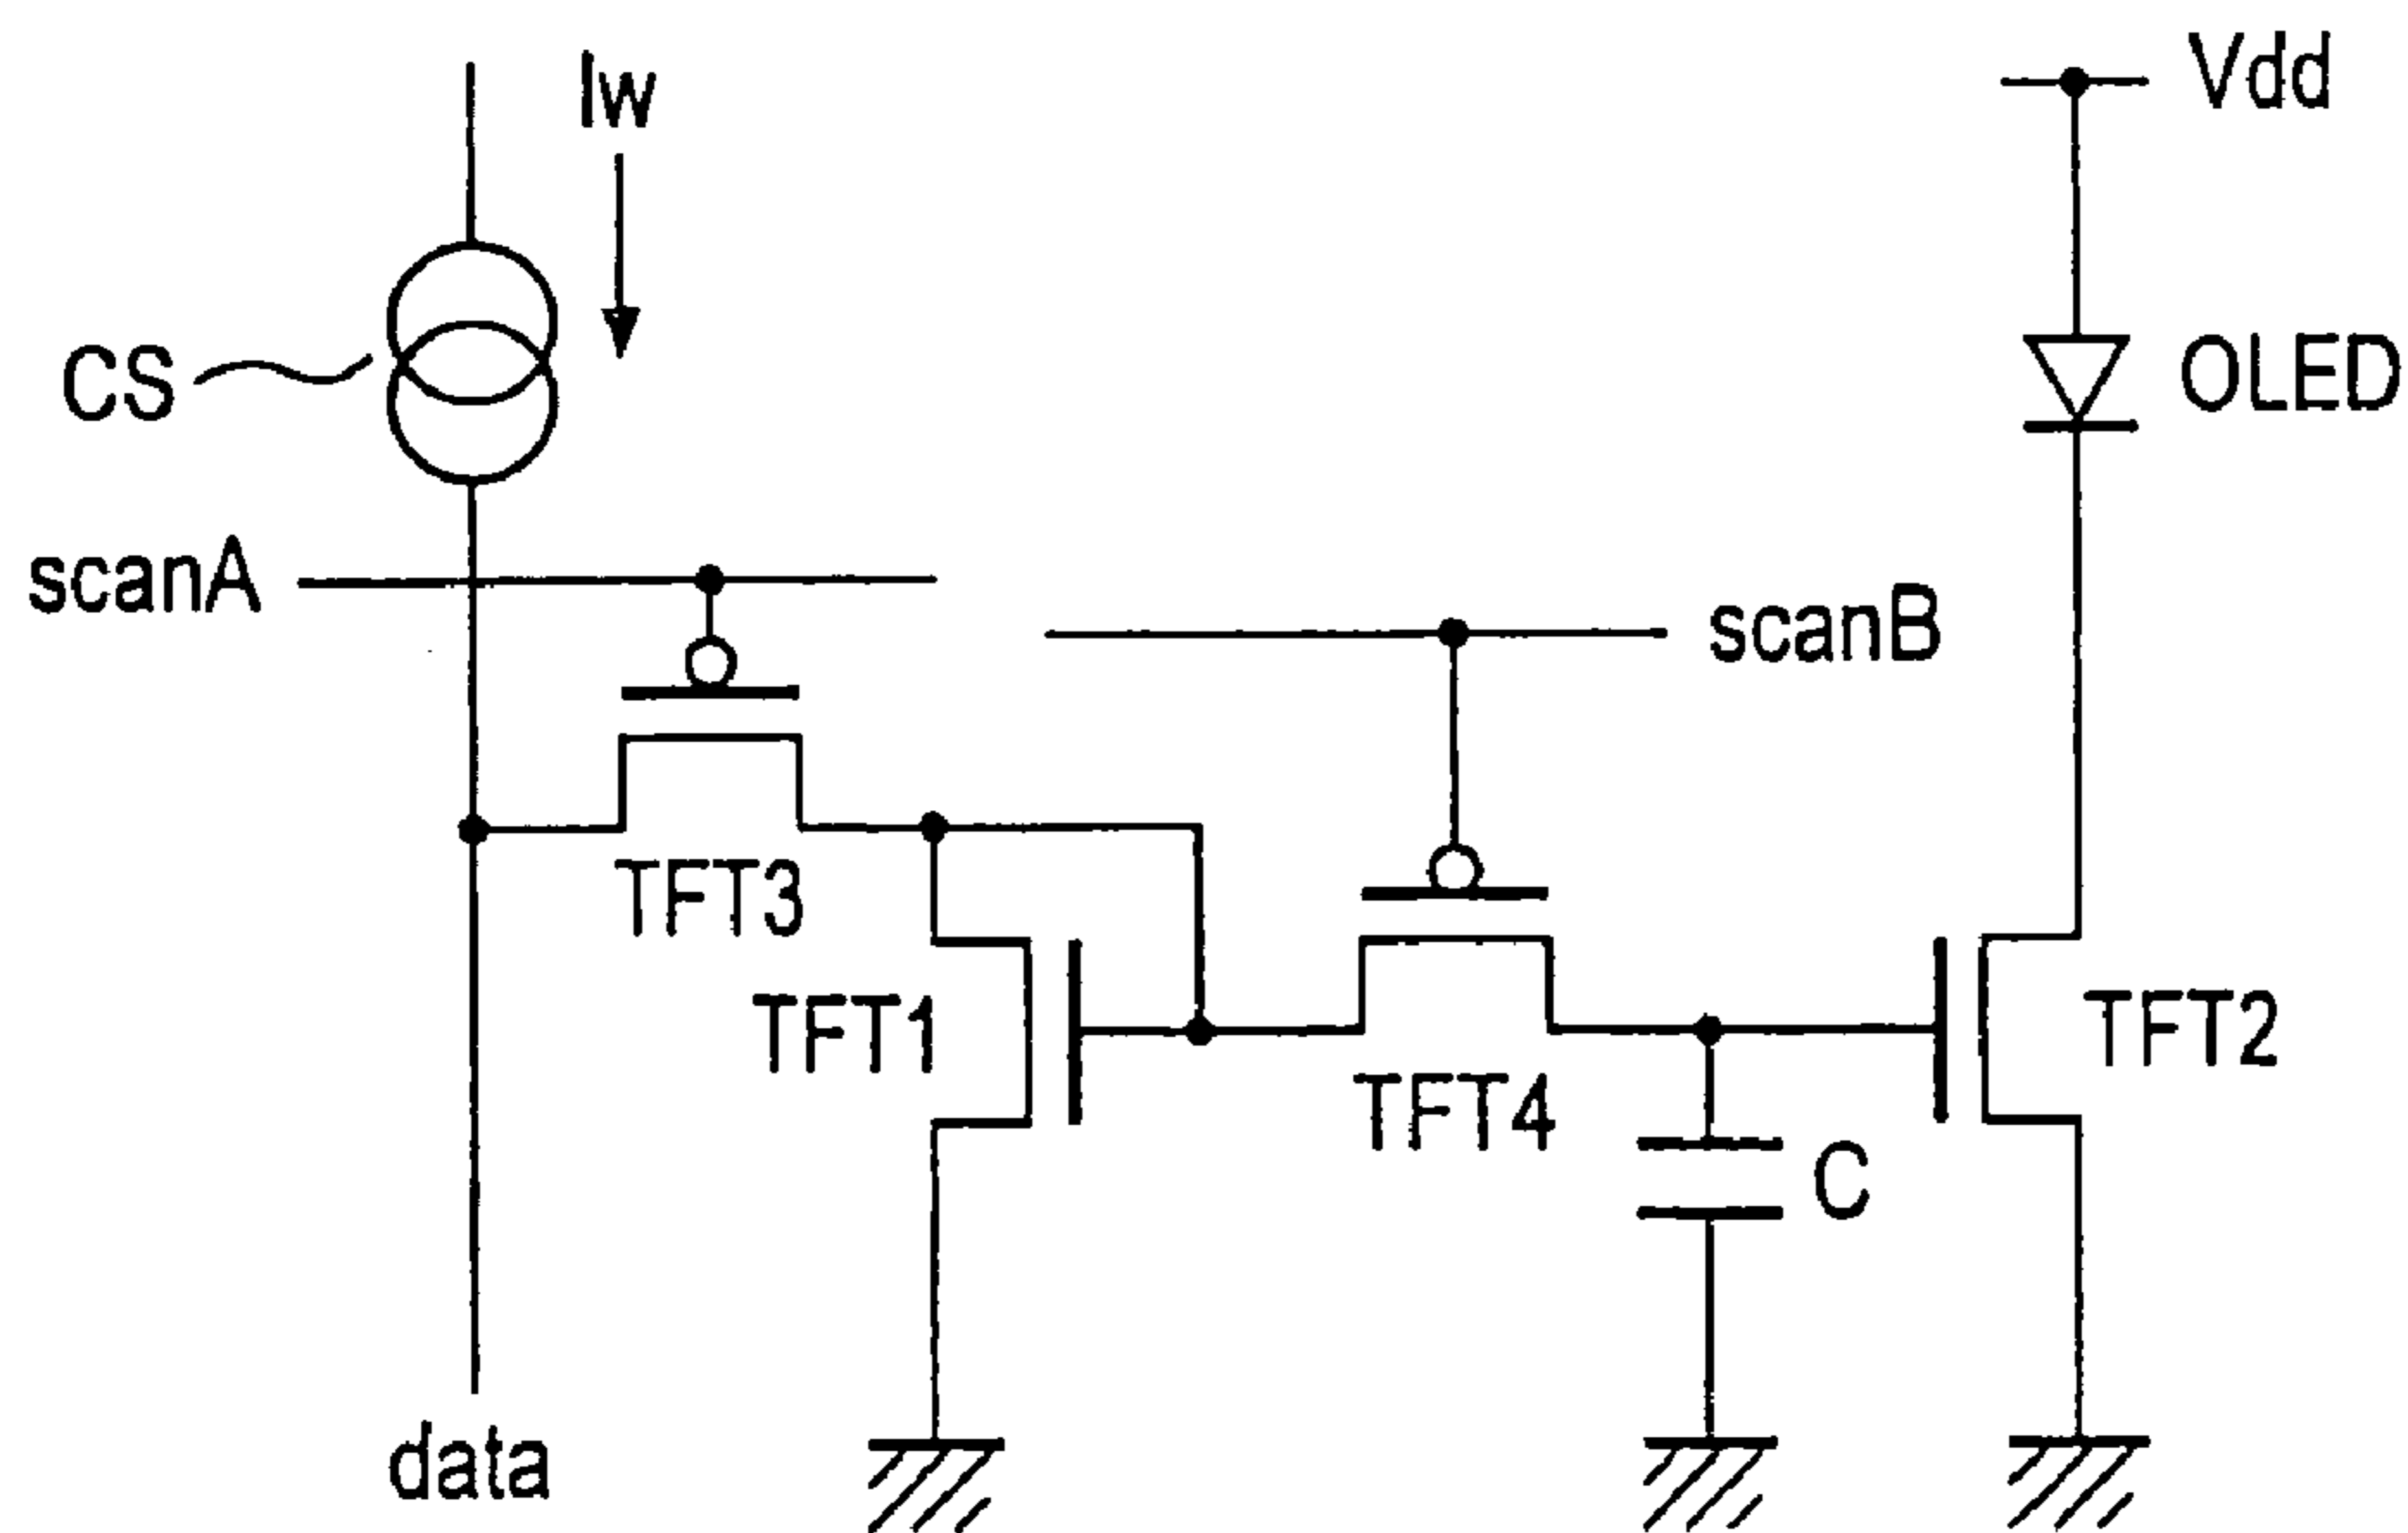 Iw
Vdd
CS
OLED
scanA
scanB
TFT3
TFT1
TFT4
TFT2
C
data